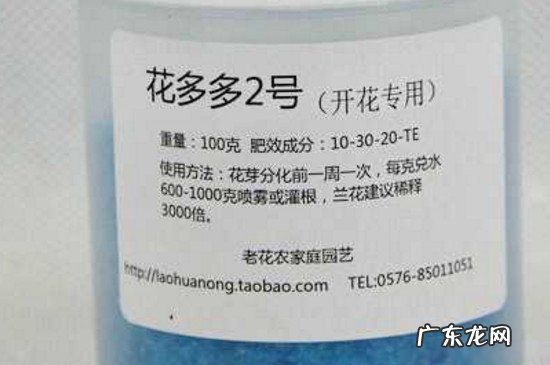 花多多2号（开花专用）
重量：100克 肥效成分：10-30-20-TE
使用方法：花芽分化前一周一次，每克兑水
600-1000克喷雾或灌根，兰花建议稀释
3000倍。
老花农家庭园艺
http://laohuanong.taobao.com TEL:0576-85011051
广东龙网